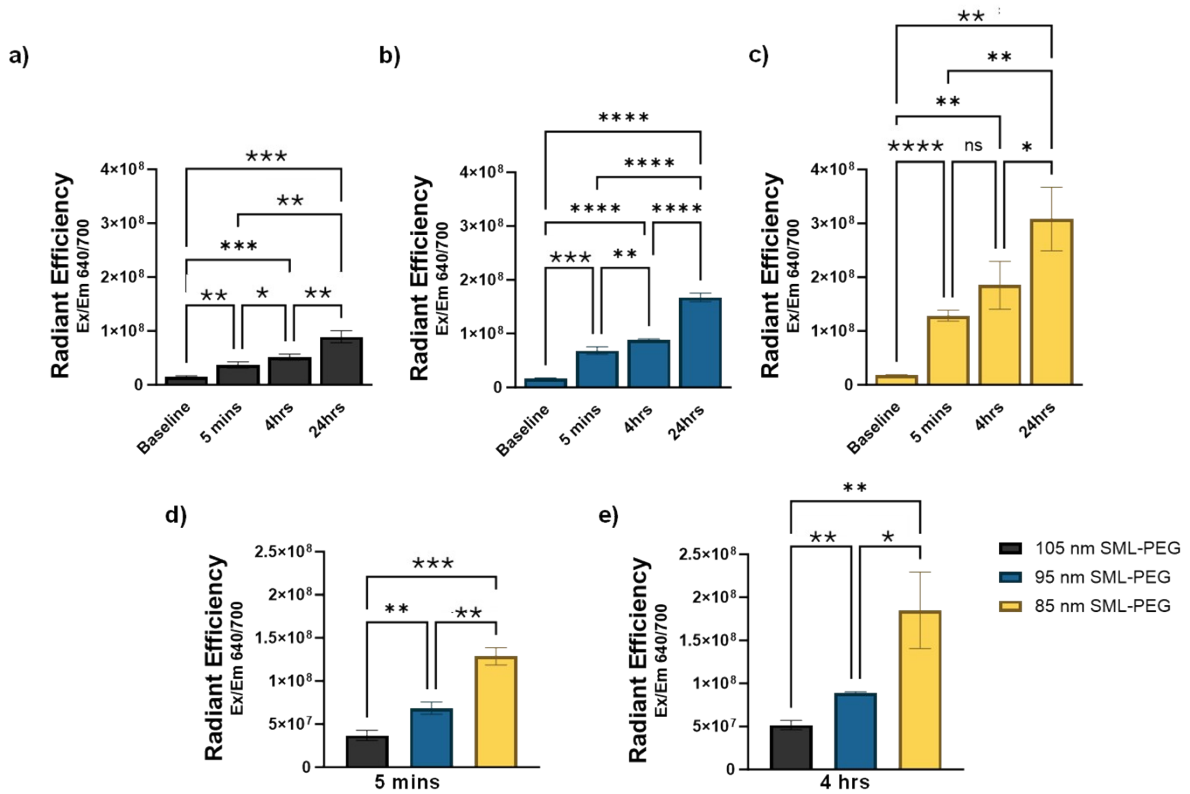 a)
***
**
***
** * **
4×10⁸
3×10⁸
2×10⁸
1×10⁸
0
Radiant Efficiency
Ex/Em 640/700
Baseline
5 mins
4hrs
24hrs
b)
****
****
**** ****
*** **
4×10⁸
3×10⁸
2×10⁸
1×10⁸
0
Radiant Efficiency
Ex/Em 640/700
Baseline
5 mins
4hrs
24hrs
c)
**
**
**
**** ns *
4×10⁸
3×10⁸
2×10⁸
1×10⁸
0
Radiant Efficiency
Ex/Em 640/700
Baseline
5 mins
4hrs
24hrs
d)
***
** **
2.5×10⁸
2×10⁸
1.5×10⁸
1×10⁸
5×10⁷
0
Radiant Efficiency
Ex/Em 640/700
5 mins
e)
**
** *
2.5×10⁸
2×10⁸
1.5×10⁸
1×10⁸
5×10⁷
0
Radiant Efficiency
Ex/Em 640/700
4 hrs
105 nm SML-PEG
95 nm SML-PEG
85 nm SML-PEG